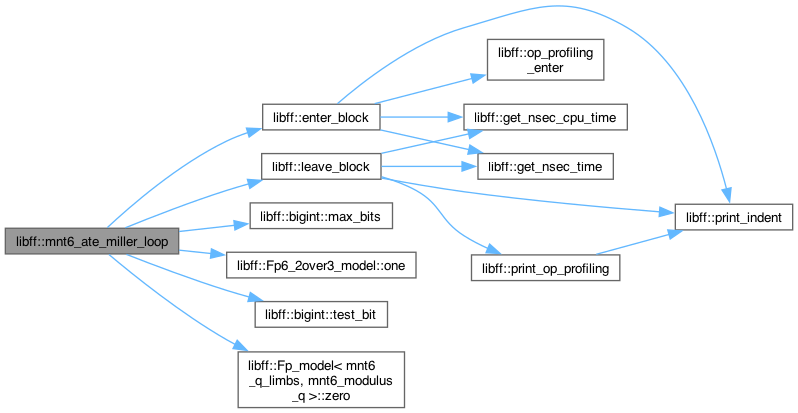 libff::mnt6_ate_miller_loop
libff::enter_block
libff::leave_block
libff::bigint::max_bits
libff::Fp6_2over3_model::one
libff::bigint::test_bit
libff::Fp_model< mnt6
_q_limbs, mnt6_modulus
_q >::zero
libff::op_profiling
_enter
libff::get_nsec_cpu_time
libff::get_nsec_time
libff::print_op_profiling
libff::print_indent